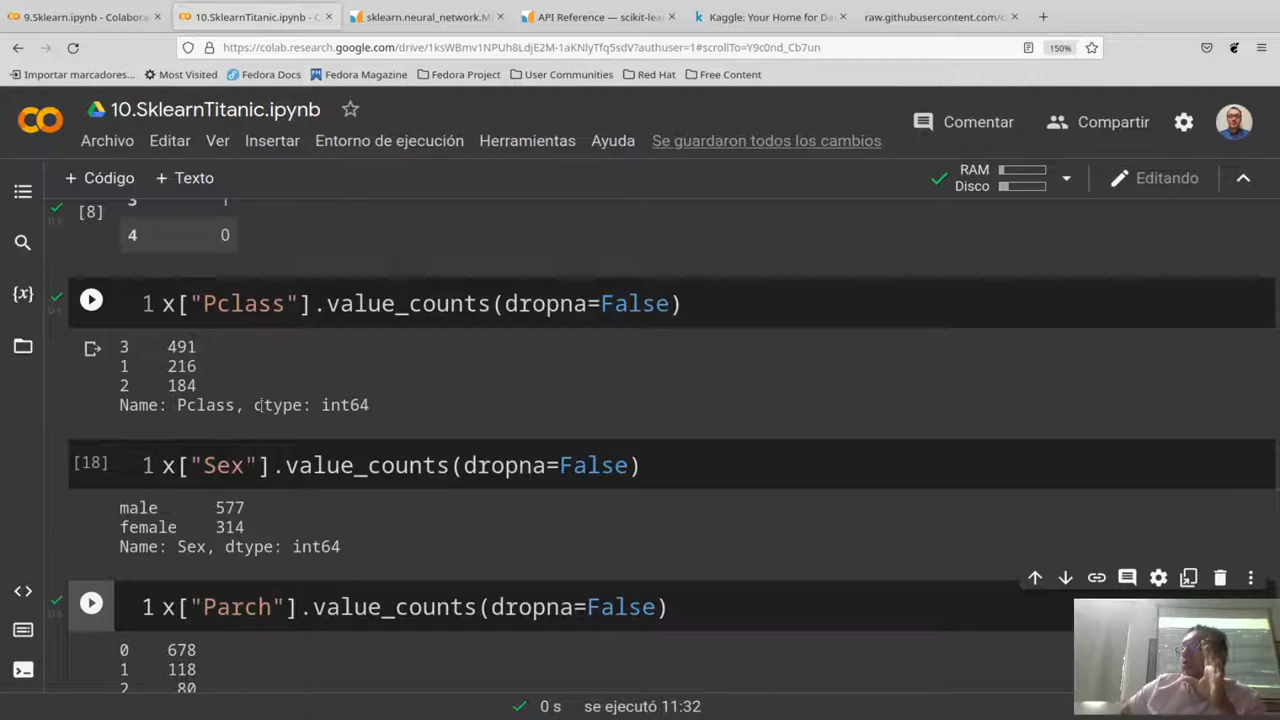 9.Sklearn.ipynb - Colabora
10.SklearnTitanic.ipynb - C
sklearn.neural_network.M
API Reference — scikit-lea
Kaggle: Your Home for Da
raw.githubusercontent.com/c
https://colab.research.google.com/drive/1ksWBmv1NPUh8LdjE2M-1aKNlyTfq5sdV?authuser=1#scrollTo=Y9c0nd_Cb7un
150%
Importar marcadores...
Most Visited
Fedora Docs
Fedora Magazine
Fedora Project
User Communities
Red Hat
Free Content
10.SklearnTitanic.ipynb
Comentar
Compartir
Archivo Editar Ver Insertar Entorno de ejecución Herramientas Ayuda Se guardaron todos los cambios
+ Código + Texto
RAM
Disco
Editando
3 1
[8]
4 0
1 x["Pclass"].value_counts(dropna=False)
3 491
1 216
2 184
Name: Pclass, dtype: int64
[18] 1 x["Sex"].value_counts(dropna=False)
male 577
female 314
Name: Sex, dtype: int64
1 x["Parch"].value_counts(dropna=False)
0 678
1 118
2 80
0 s se ejecutó 11:32